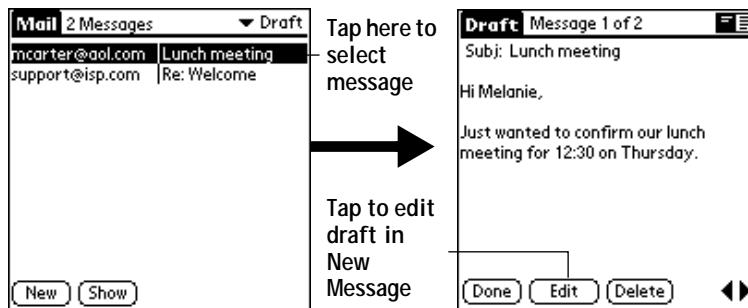 Mail 2 Messages Draft
mcarter@aol.com Lunch meeting
support@isp.com Re: Welcome
New Show
Tap here to
select
message
Tap to edit
draft in
New
Message
Draft Message 1 of 2
Subj: Lunch meeting
Hi Melanie,
Just wanted to confirm our lunch
meeting for 12:30 on Thursday.
Done Edit Delete